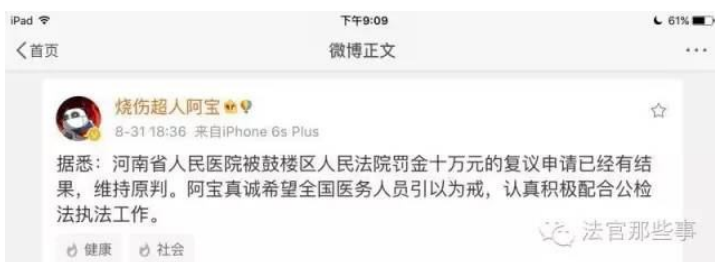 iPad 下午9:09 61%
首页 微博正文
烧伤超人阿宝
8-31 18:36 来自iPhone 6s Plus
据悉：河南省人民医院被鼓楼区人民法院罚金十万元的复议申请已经有结
果，维持原判。阿宝真诚希望全国医务人员引以为戒，认真积极配合公检
法执法工作。
法官那些事
健康 社会